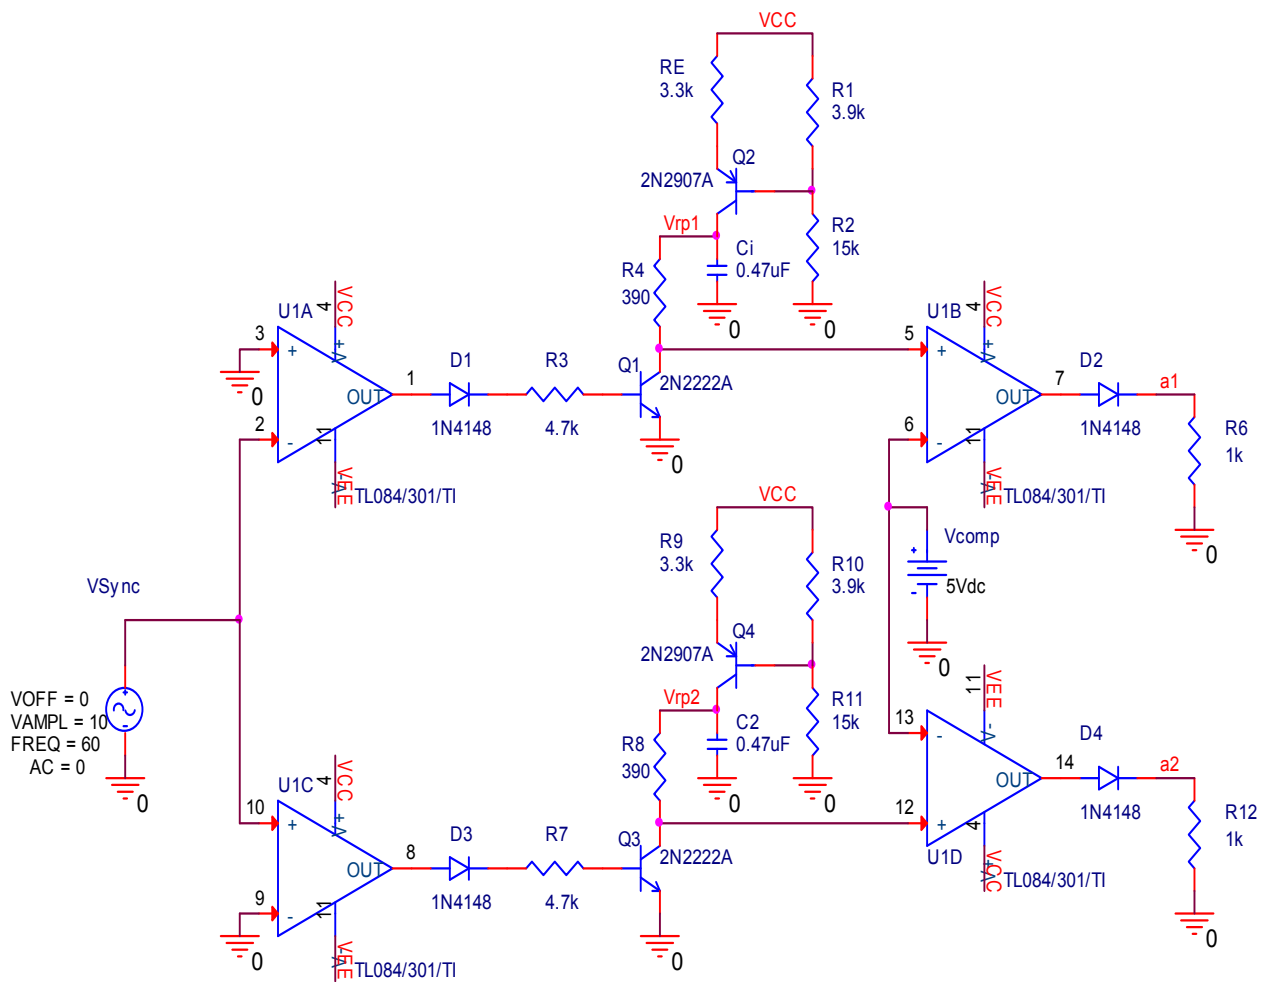 VCC
RE
3.3k
R1
3.9k
Q2
2N2907A
Vrp1
R2
15k
Ci
0.47uF
R4
390
0
0
VCC
4
V+
U1A
3
+
OUT
1
2
-
11
V-
VEE
TL084/301/TI
0
D1
1N4148
R3
4.7k
Q1
2N2222A
0
VCC
4
V+
U1B
5
+
OUT
7
6
-
11
V-
VEE
TL084/301/TI
D2
1N4148
a1
R6
1k
0
VCC
R9
3.3k
R10
3.9k
Q4
2N2907A
Vrp2
R11
15k
C2
0.47uF
R8
390
0
0
Vcomp
+
-
5Vdc
0
VSync
VOFF = 0
VAMPL = 10
FREQ = 60
AC = 0
+
-
0
VCC
4
V+
U1C
10
+
OUT
8
9
-
11
V-
VEE
TL084/301/TI
0
D3
1N4148
R7
4.7k
Q3
2N2222A
0
VEE
11
V-
13
-
OUT
14
12
+
4
V+
VCC
U1D
TL084/301/TI
D4
1N4148
a2
R12
1k
0